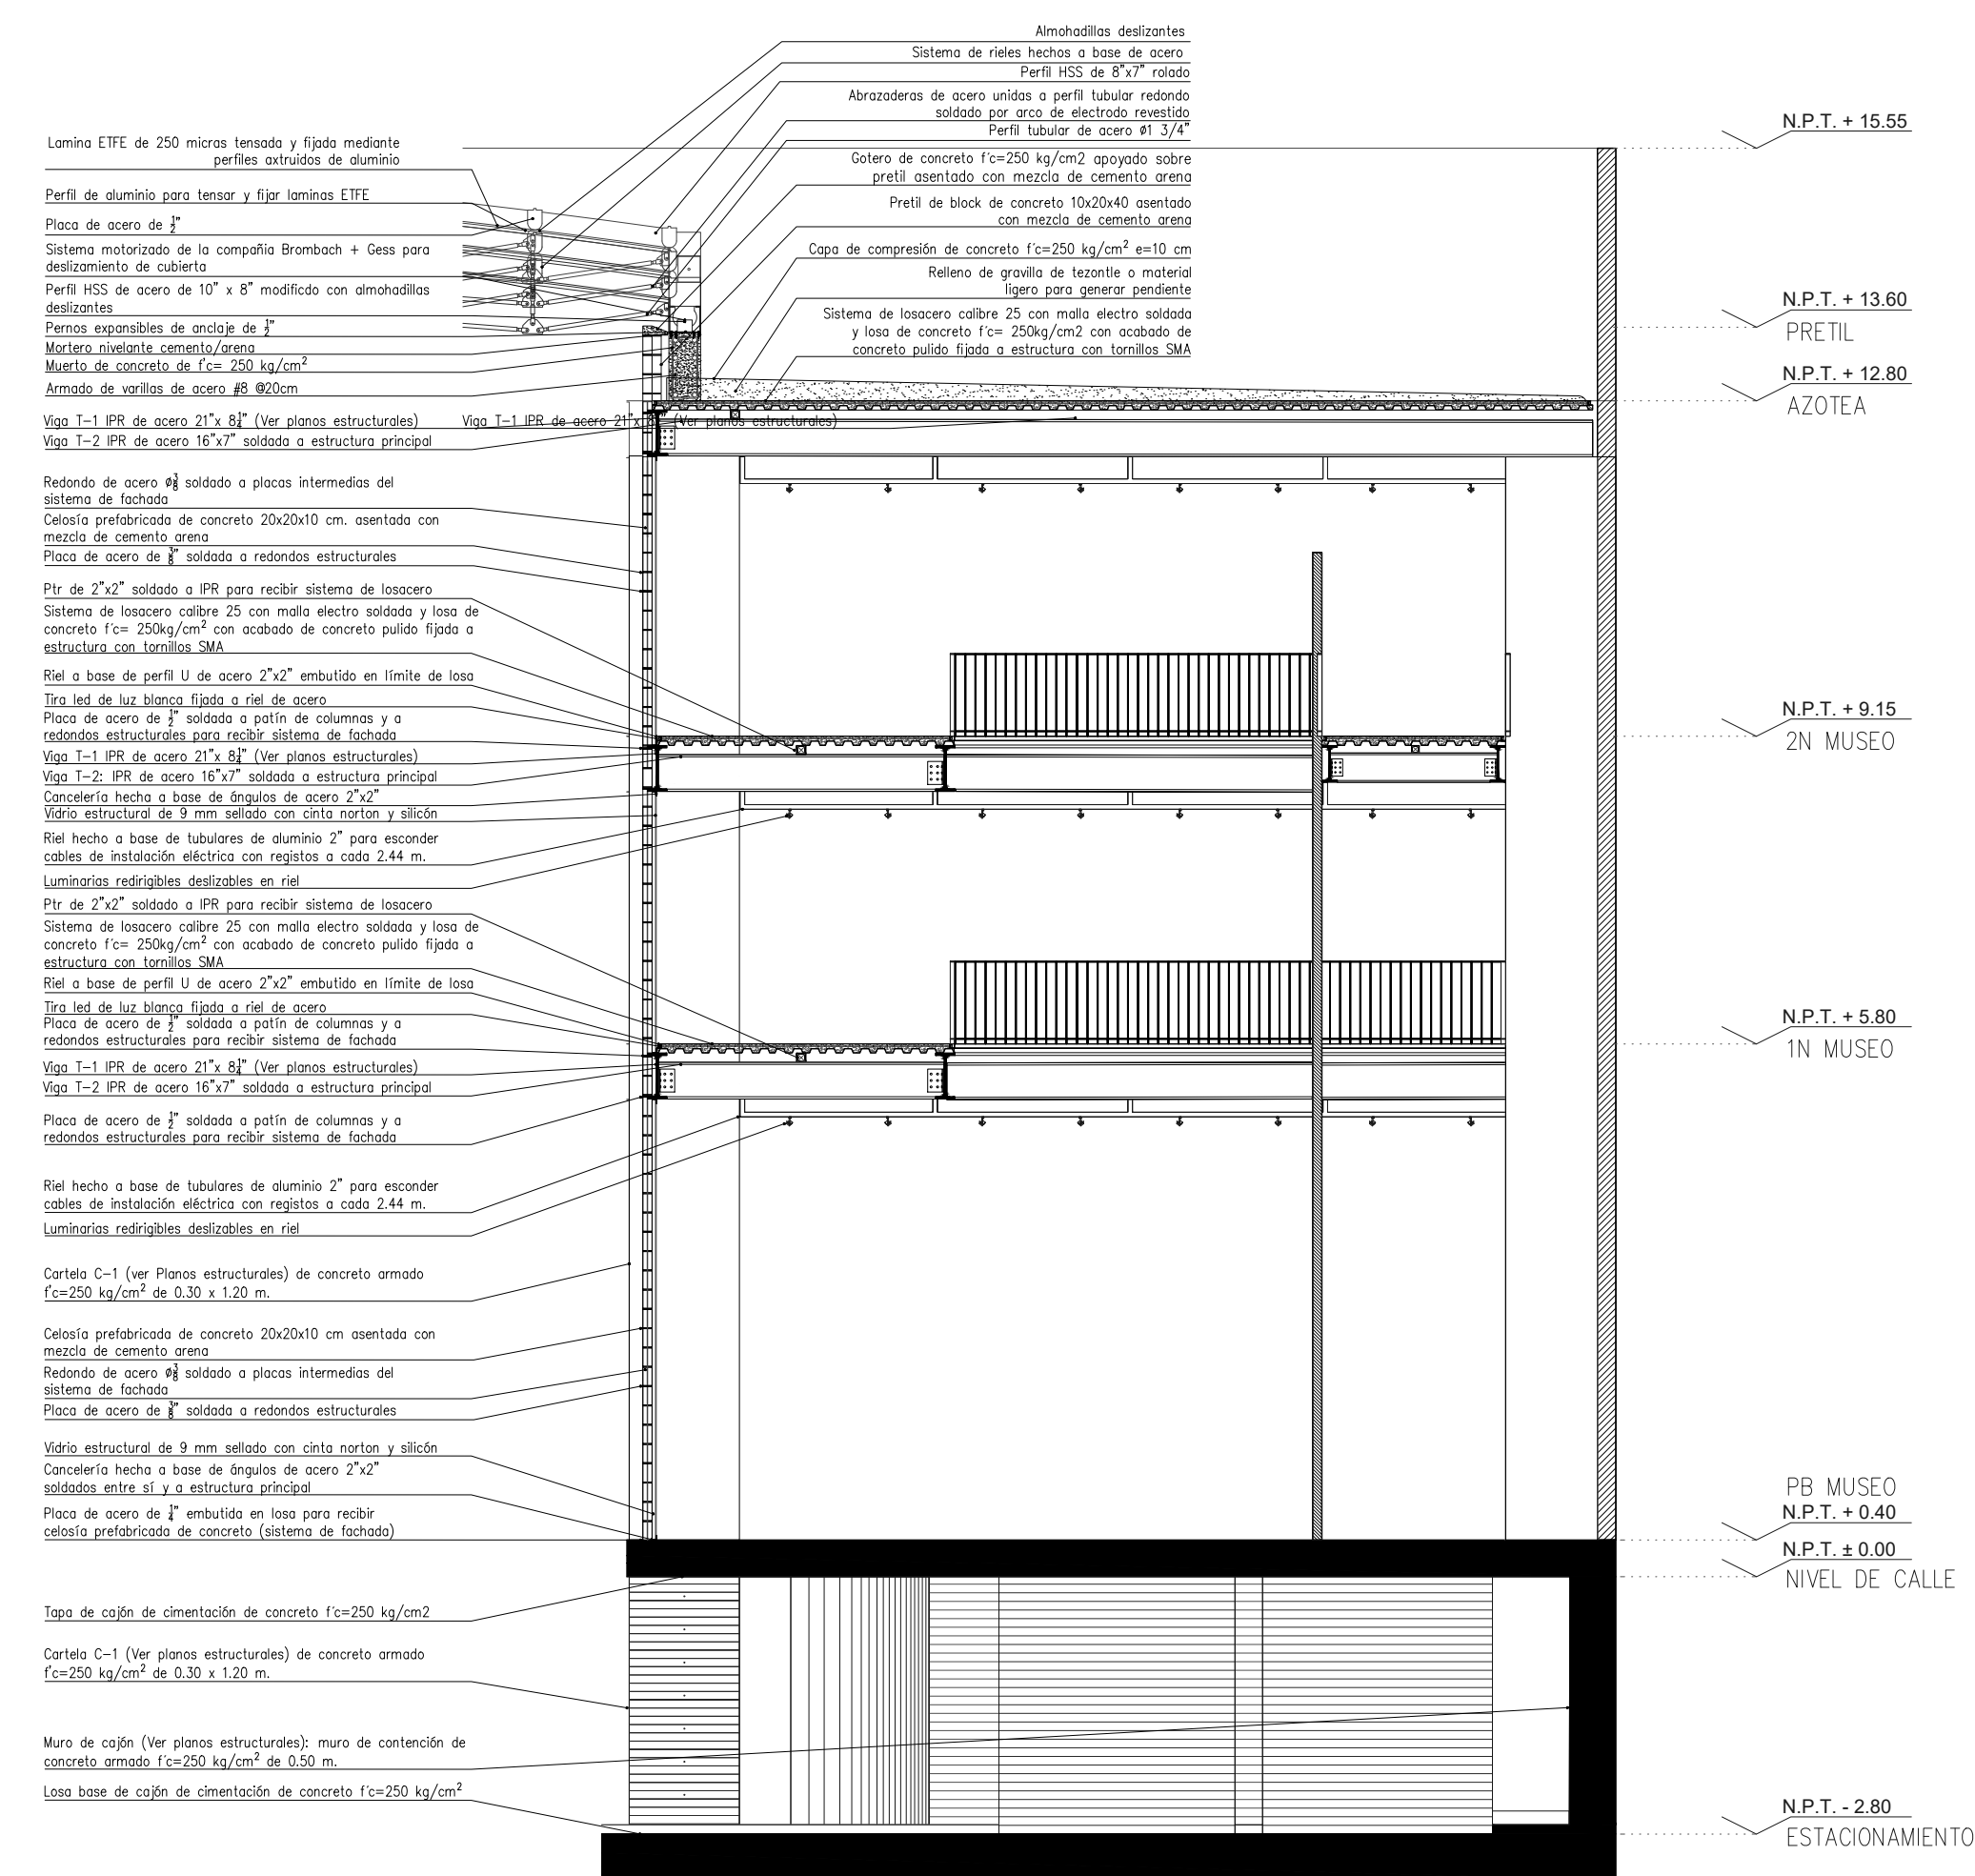 Almohadillas deslizantes
Sistema de rieles hechos a base de acero
Perfil HSS de 8"x7" rolado
Abrazaderas de acero unidas a perfil tubular redondo
soldado por arco de electrodo revestido
Perfil tubular de acero ø1 3/4"
Gotero de concreto f'c=250 kg/cm2 apoyado sobre
pretil asentado con mezcla de cemento arena
Pretil de block de concreto 10x20x40 asentado
con mezcla de cemento arena
Capa de compresión de concreto f'c=250 kg/cm² e=10 cm
Relleno de gravilla de tezontle o material
ligero para generar pendiente
Sistema de losacero calibre 25 con malla electro soldada
y losa de concreto f'c= 250kg/cm2 con acabado de
concreto pulido fijada a estructura con tornillos SMA
Lamina ETFE de 250 micras tensada y fijada mediante
perfiles axtruidos de aluminio
Perfil de aluminio para tensar y fijar laminas ETFE
Placa de acero de ½"
Sistema motorizado de la compañia Brombach + Gess para
deslizamiento de cubierta
Perfil HSS de acero de 10" x 8" modificdo con almohadillas
deslizantes
Pernos expansibles de anclaje de ½"
Mortero nivelante cemento/arena
Muerto de concreto de f'c= 250 kg/cm²
Armado de varillas de acero #8 @20cm
Viga T-1 IPR de acero 21"x 8¼" (Ver planos estructurales)
Viga T-1 IPR de acero 21"x 8¼" (Ver planos estructurales)
Viga T-2 IPR de acero 16"x7" soldada a estructura principal
Redondo de acero ø⅜ soldado a placas intermedias del
sistema de fachada
Celosía prefabricada de concreto 20x20x10 cm. asentada con
mezcla de cemento arena
Placa de acero de ⅜" soldada a redondos estructurales
Ptr de 2"x2" soldado a IPR para recibir sistema de losacero
Sistema de losacero calibre 25 con malla electro soldada y losa de
concreto f'c= 250kg/cm² con acabado de concreto pulido fijada a
estructura con tornillos SMA
Riel a base de perfil U de acero 2"x2" embutido en límite de losa
Tira led de luz blanca fijada a riel de acero
Placa de acero de ½" soldada a patín de columnas y a
redondos estructurales para recibir sistema de fachada
Viga T-1 IPR de acero 21"x 8¼" (Ver planos estructurales)
Viga T-2: IPR de acero 16"x7" soldada a estructura principal
Cancelería hecha a base de ángulos de acero 2"x2"
Vidrio estructural de 9 mm sellado con cinta norton y silicón
Riel hecho a base de tubulares de aluminio 2" para esconder
cables de instalación eléctrica con registos a cada 2.44 m.
Luminarias redirigibles deslizables en riel
Ptr de 2"x2" soldado a IPR para recibir sistema de losacero
Sistema de losacero calibre 25 con malla electro soldada y losa de
concreto f'c= 250kg/cm² con acabado de concreto pulido fijada a
estructura con tornillos SMA
Riel a base de perfil U de acero 2"x2" embutido en límite de losa
Tira led de luz blanca fijada a riel de acero
Placa de acero de ½" soldada a patín de columnas y a
redondos estructurales para recibir sistema de fachada
Viga T-1 IPR de acero 21"x 8¼" (Ver planos estructurales)
Viga T-2 IPR de acero 16"x7" soldada a estructura principal
Placa de acero de ½" soldada a patín de columnas y a
redondos estructurales para recibir sistema de fachada
Riel hecho a base de tubulares de aluminio 2" para esconder
cables de instalación eléctrica con registos a cada 2.44 m.
Luminarias redirigibles deslizables en riel
Cartela C-1 (ver Planos estructurales) de concreto armado
f'c=250 kg/cm² de 0.30 x 1.20 m.
Celosía prefabricada de concreto 20x20x10 cm asentada con
mezcla de cemento arena
Redondo de acero ø⅜ soldado a placas intermedias del
sistema de fachada
Placa de acero de ⅜" soldada a redondos estructurales
Vidrio estructural de 9 mm sellado con cinta norton y silicón
Cancelería hecha a base de ángulos de acero 2"x2"
soldados entre sí y a estructura principal
Placa de acero de ¼" embutida en losa para recibir
celosía prefabricada de concreto (sistema de fachada)
Tapa de cajón de cimentación de concreto f'c=250 kg/cm2
Cartela C-1 (Ver planos estructurales) de concreto armado
f'c=250 kg/cm² de 0.30 x 1.20 m.
Muro de cajón (Ver planos estructurales): muro de contención de
concreto armado f'c=250 kg/cm² de 0.50 m.
Losa base de cajón de cimentación de concreto f'c=250 kg/cm²
N.P.T. + 15.55
N.P.T. + 13.60
PRETIL
N.P.T. + 12.80
AZOTEA
N.P.T. + 9.15
2N MUSEO
N.P.T. + 5.80
1N MUSEO
PB MUSEO
N.P.T. + 0.40
N.P.T. ± 0.00
NIVEL DE CALLE
N.P.T. - 2.80
ESTACIONAMIENTO